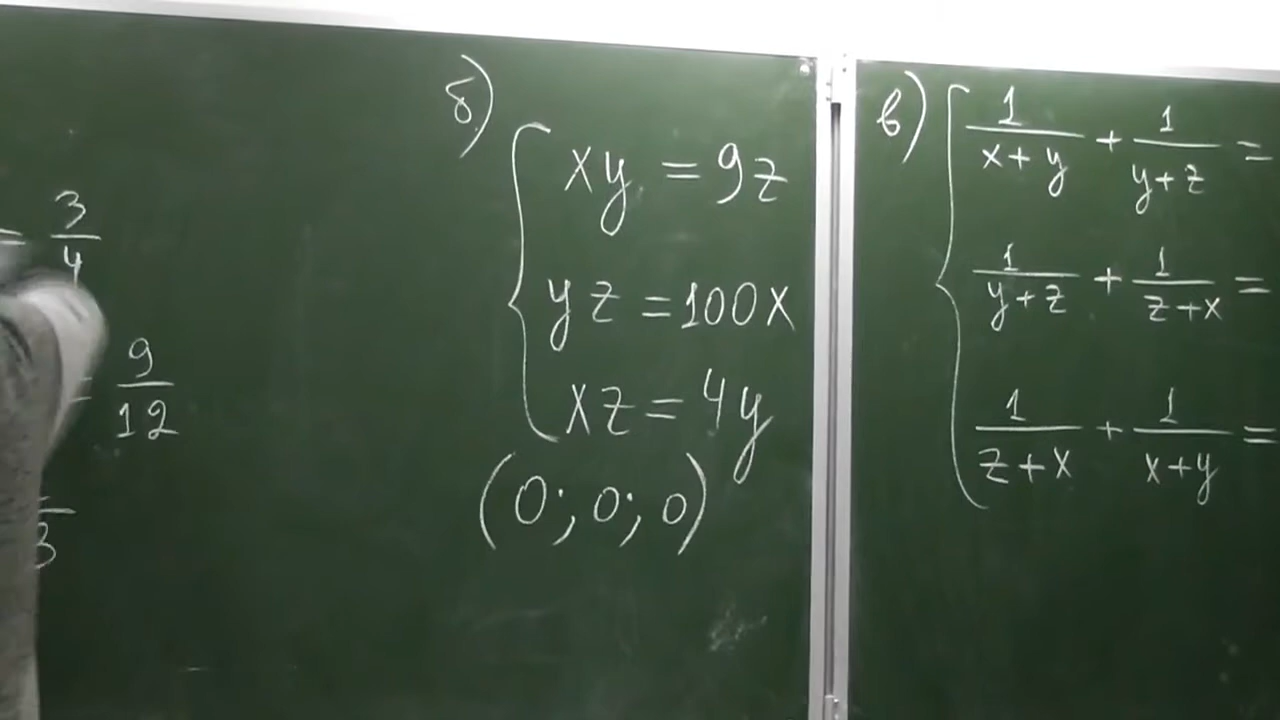 = 3/4
= 9/12
3
б)
xy = 9z
yz = 100x
xz = 4y
(0; 0; 0)
в)
1/(x+y) + 1/(y+z) =
1/(y+z) + 1/(z+x) =
1/(z+x) + 1/(x+y) =